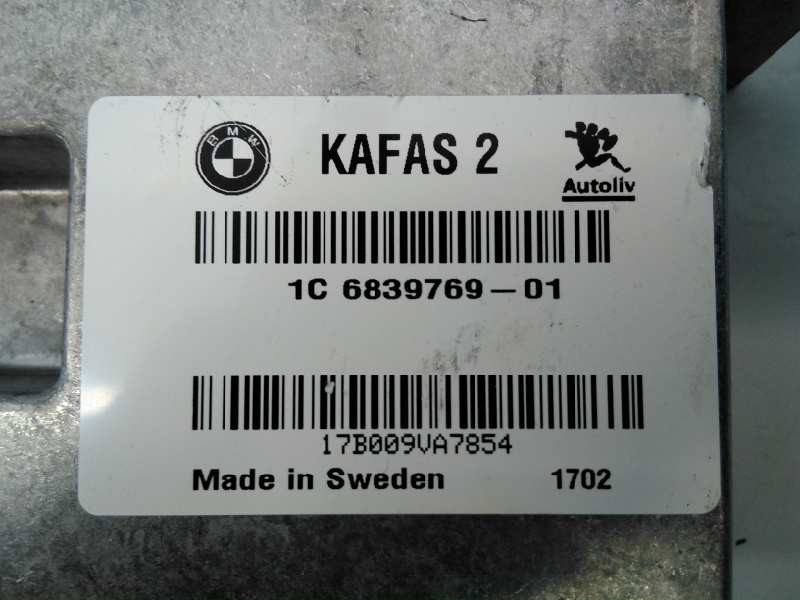 BMW KAFAS 2
Autoliv
1C 6839769-01
17B009VA7854
Made in Sweden 1702